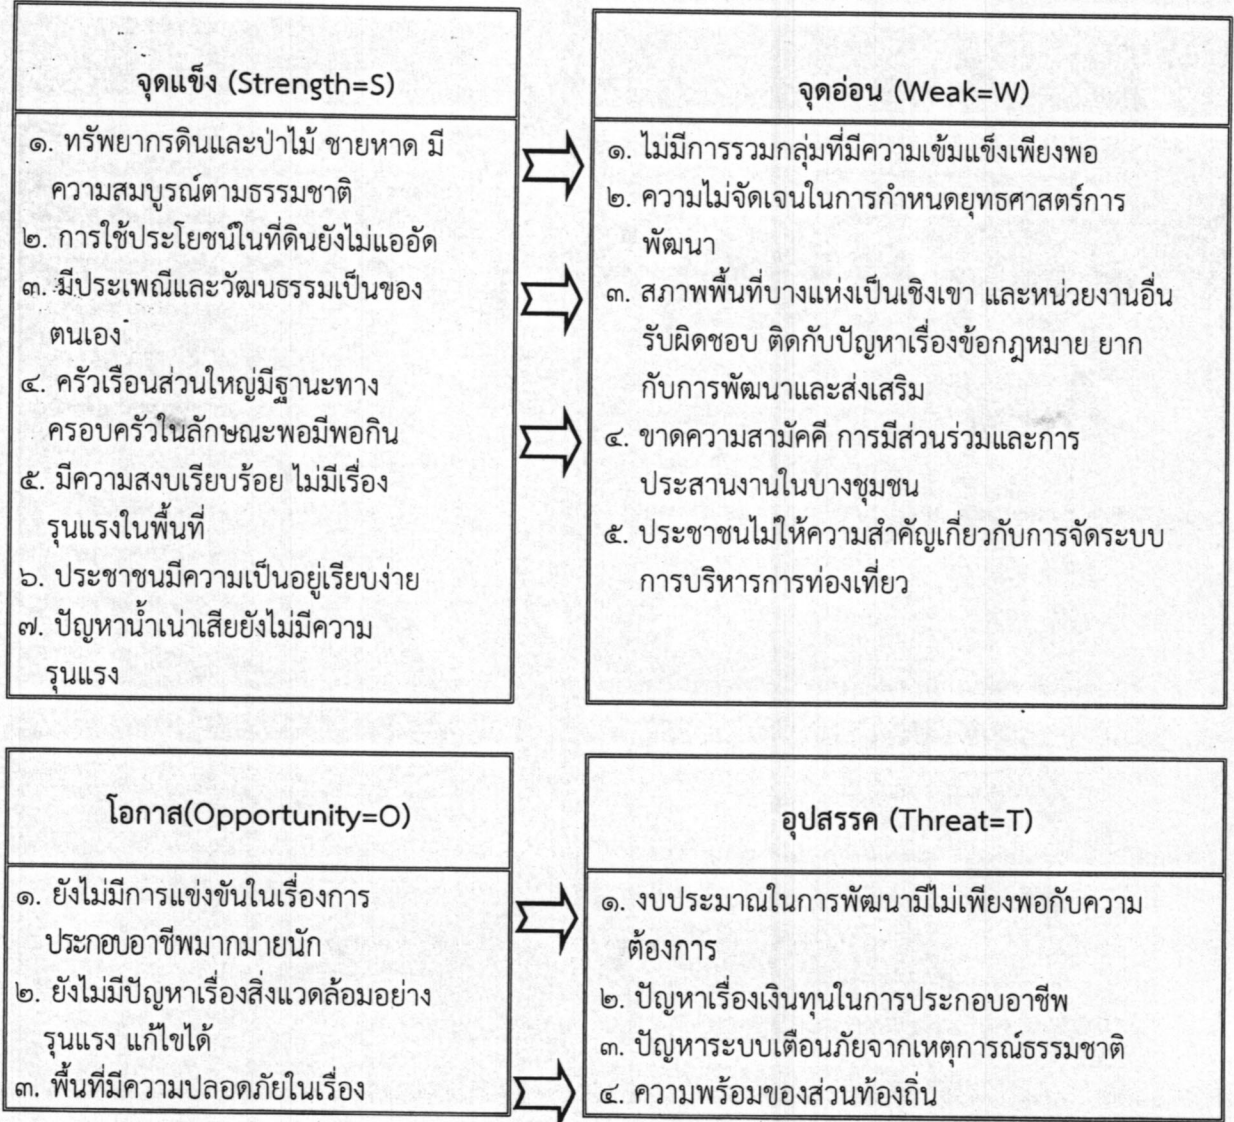 จุดแข็ง (Strength=S)
๑. ทรัพยากรดินและป่าไม้ ชายหาด มี
ความสมบูรณ์ตามธรรมชาติ
๒. การใช้ประโยชน์ในที่ดินยังไม่แออัด
๓. มีประเพณีและวัฒนธรรมเป็นของ
ตนเอง
๔. ครัวเรือนส่วนใหญ่มีฐานะทาง
ครอบครัวในลักษณะพอมีพอกิน
๕. มีความสงบเรียบร้อย ไม่มีเรื่อง
รุนแรงในพื้นที่
๖. ประชาชนมีความเป็นอยู่เรียบง่าย
๗. ปัญหาน้ำเน่าเสียยังไม่มีความ
รุนแรง
จุดอ่อน (Weak=W)
๑. ไม่มีการรวมกลุ่มที่มีความเข้มแข็งเพียงพอ
๒. ความไม่จัดเจนในการกำหนดยุทธศาสตร์การ
พัฒนา
๓. สภาพพื้นที่บางแห่งเป็นเชิงเขา และหน่วยงานอื่น
รับผิดชอบ ติดกับปัญหาเรื่องข้อกฎหมาย ยาก
กับการพัฒนาและส่งเสริม
๔. ขาดความสามัคคี การมีส่วนร่วมและการ
ประสานงานในบางชุมชน
๕. ประชาชนไม่ให้ความสำคัญเกี่ยวกับการจัดระบบ
การบริหารการท่องเที่ยว
โอกาส(Opportunity=O)
๑. ยังไม่มีการแข่งขันในเรื่องการ
ประกอบอาชีพมากมายนัก
๒. ยังไม่มีปัญหาเรื่องสิ่งแวดล้อมอย่าง
รุนแรง แก้ไขได้
๓. พื้นที่มีความปลอดภัยในเรื่อง
อุปสรรค (Threat=T)
๑. งบประมาณในการพัฒนามีไม่เพียงพอกับความ
ต้องการ
๒. ปัญหาเรื่องเงินทุนในการประกอบอาชีพ
๓. ปัญหาระบบเตือนภัยจากเหตุการณ์ธรรมชาติ
๔. ความพร้อมของส่วนท้องถิ่น